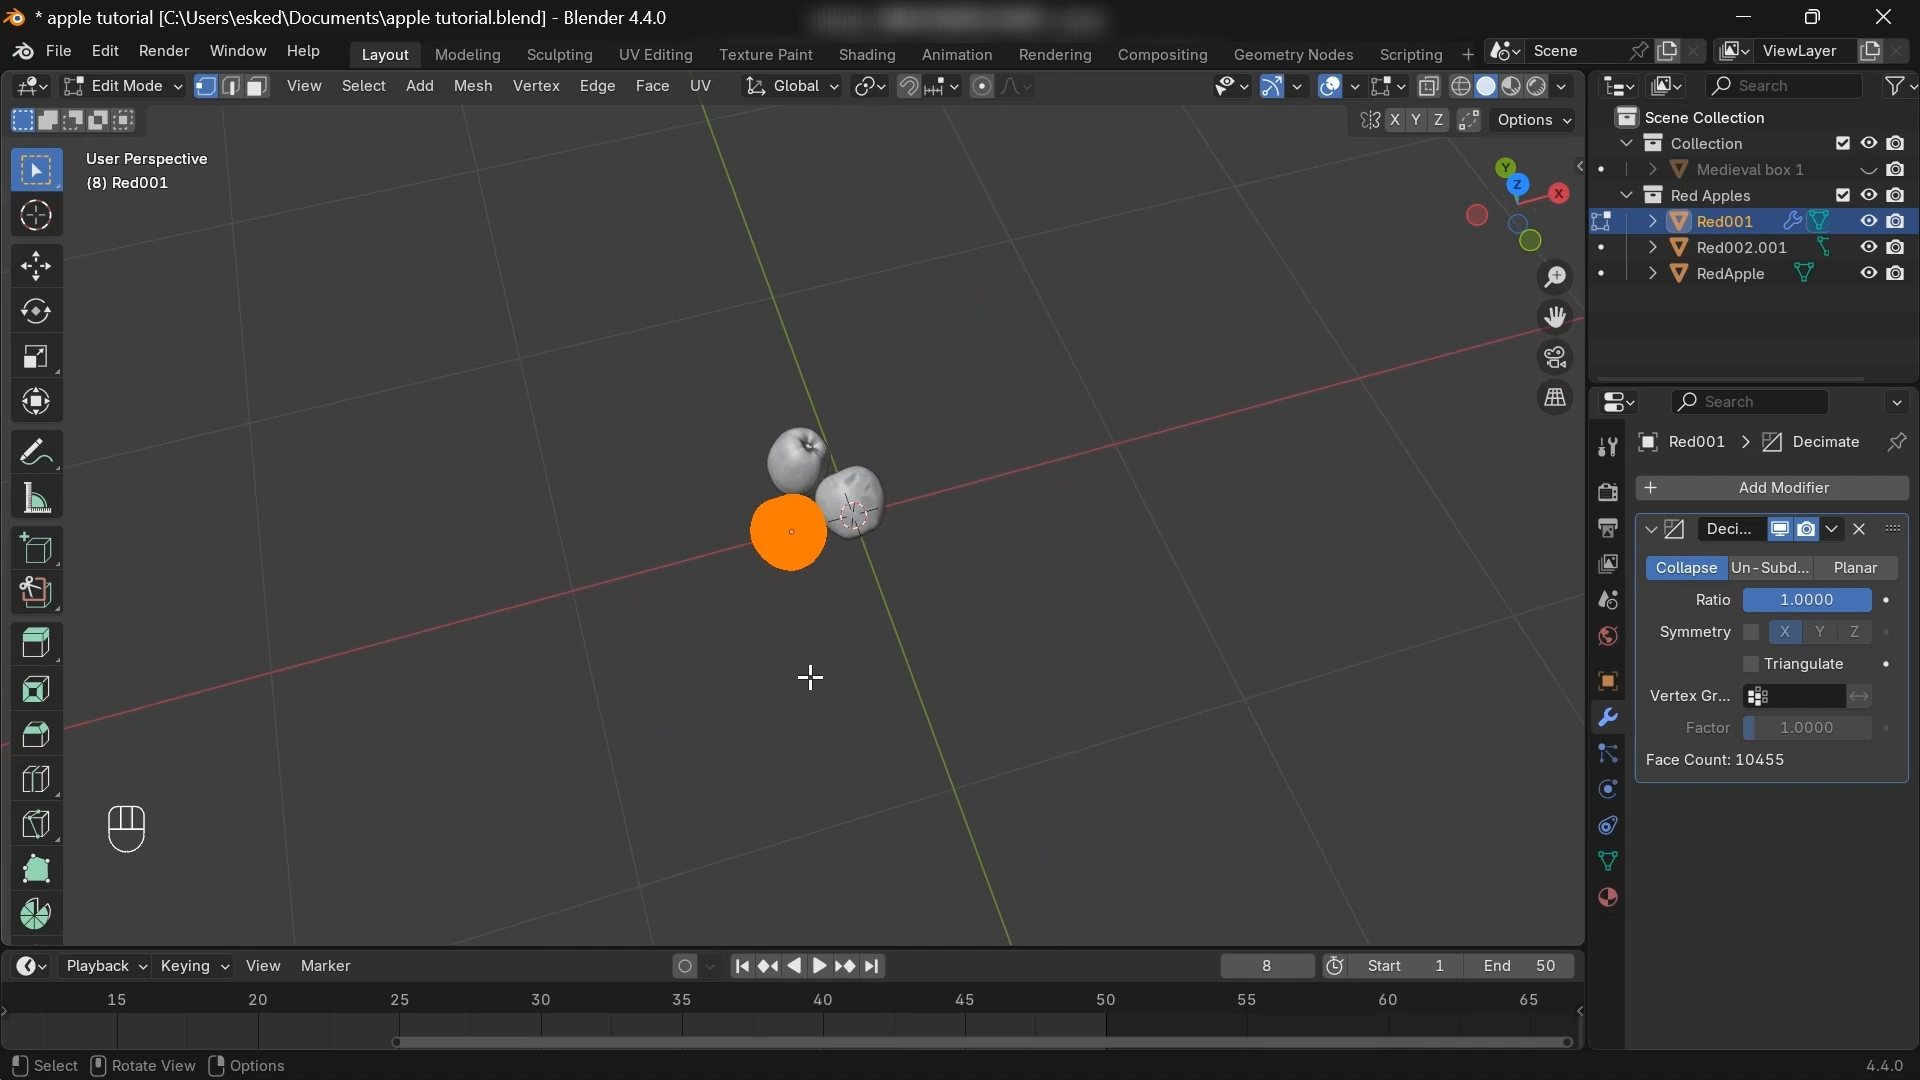 * apple tutorial [C:\Users\esked\Documents\apple tutorial.blend] - Blender 4.4.0
File Edit Render Window Help
Layout Modeling Sculpting UV Editing Texture Paint Shading Animation Rendering Compositing Geometry Nodes Scripting +
Scene
ViewLayer
Edit Mode View Select Add Mesh Vertex Edge Face UV Global
Search
X Y Z Options
Scene Collection
Collection
Medieval box 1
Red Apples
Red001
Red002.001
RedApple
User Perspective
(8) Red001
Y
Z
X
Search
Red001 > Decimate
+ Add Modifier
Deci...
Collapse Un-Subd... Planar
Ratio 1.0000
Symmetry X Y Z
Triangulate
Vertex Gr...
Factor 1.0000
Face Count: 10455
Playback Keying View Marker
8
Start 1 End 50
15 20 25 30 35 40 45 50 55 60 65
Select Rotate View Options
4.4.0